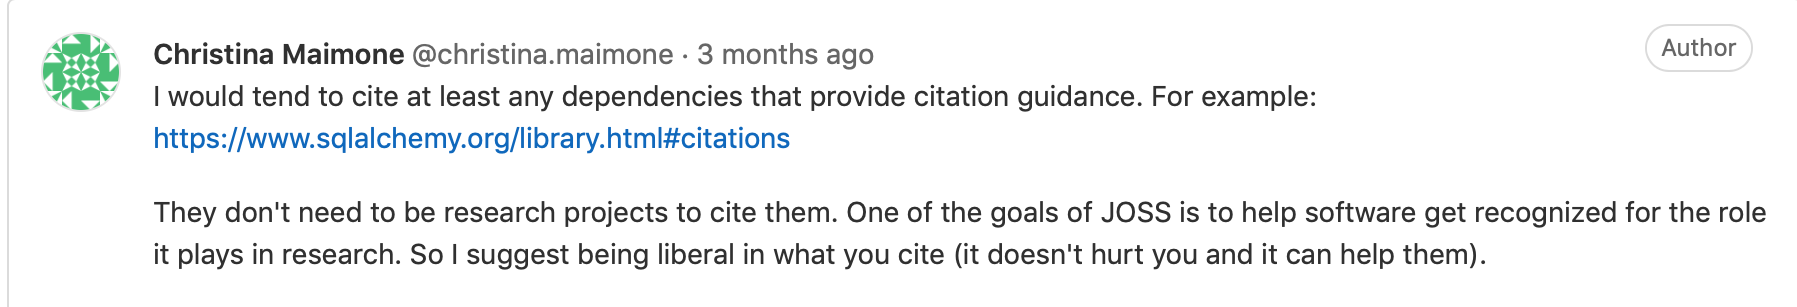 Christina Maimone @christina.maimone · 3 months ago
Author
I would tend to cite at least any dependencies that provide citation guidance. For example:
https://www.sqlalchemy.org/library.html#citations
They don't need to be research projects to cite them. One of the goals of JOSS is to help software get recognized for the role
it plays in research. So I suggest being liberal in what you cite (it doesn't hurt you and it can help them).